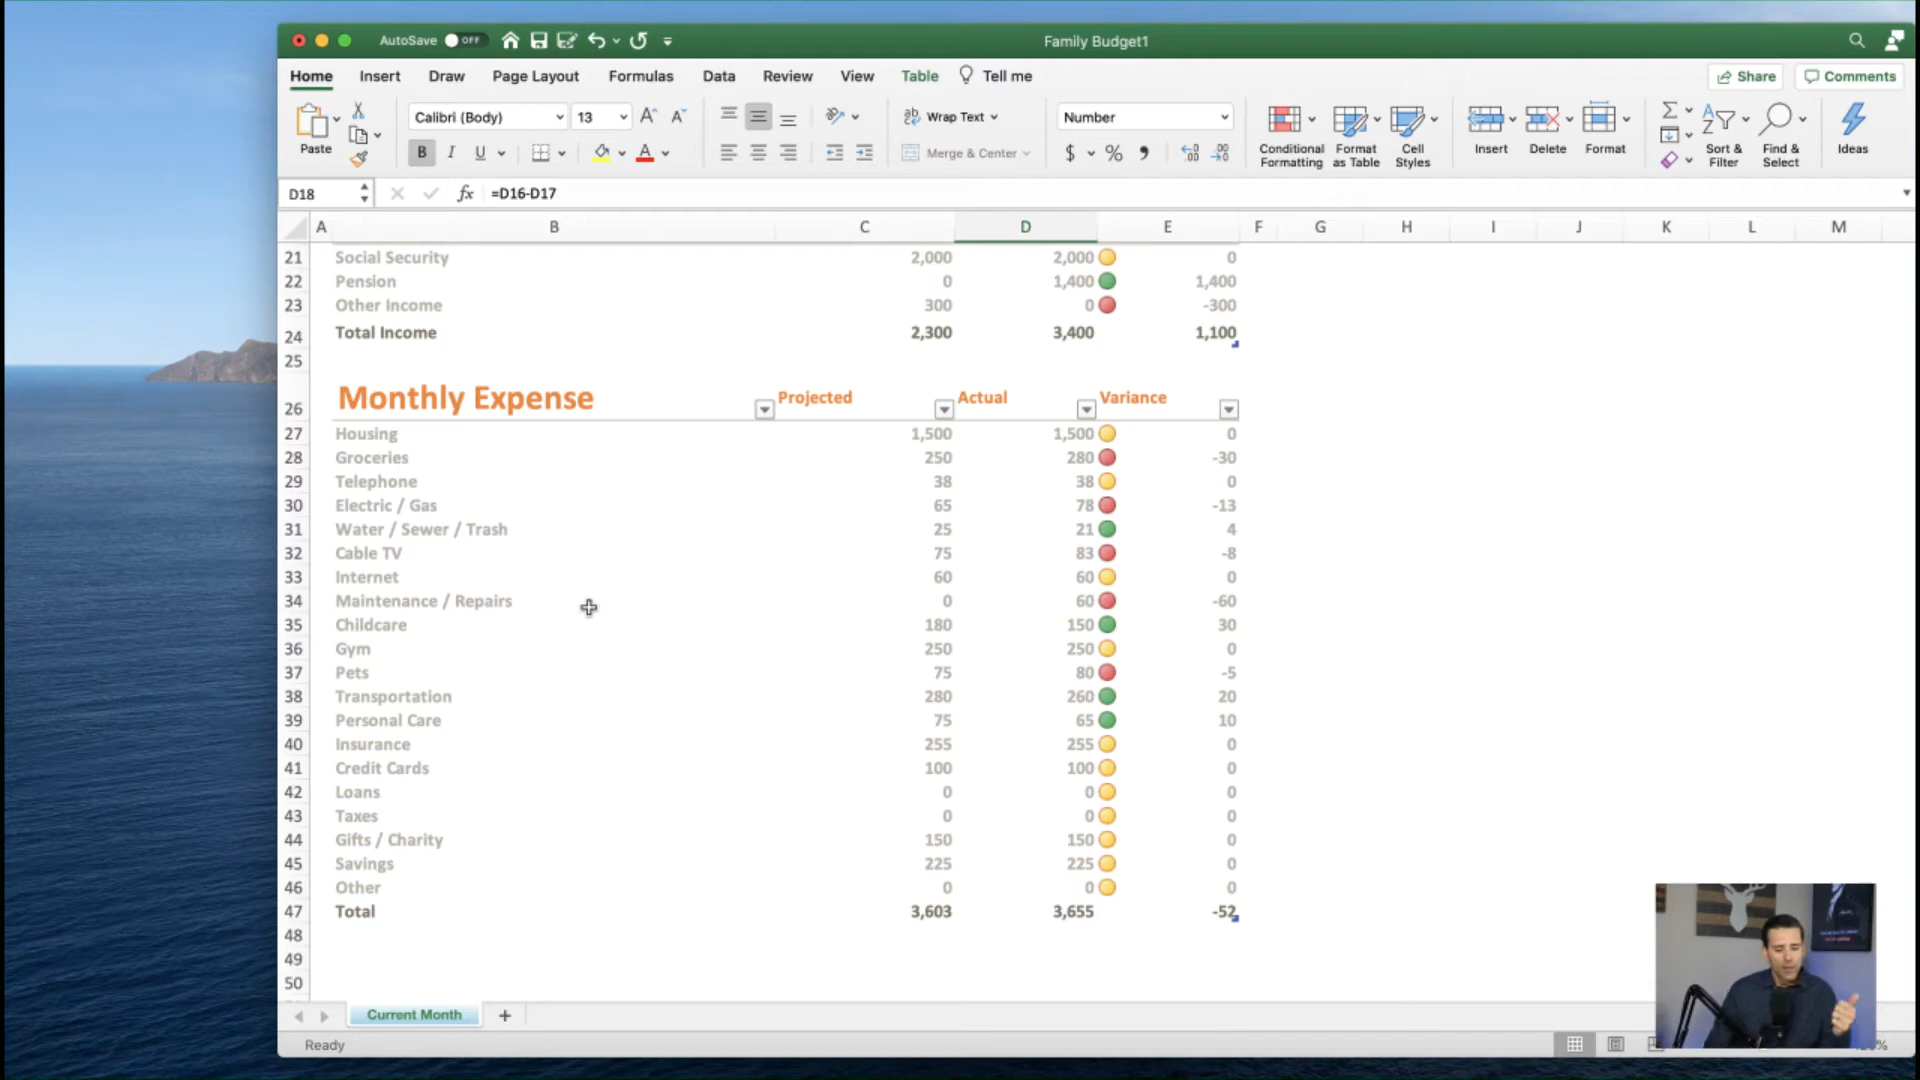 AutoSave OFF Family Budget1
Home Insert Draw Page Layout Formulas Data Review View Table Tell me Share Comments
Paste Calibri (Body) 13 A A Wrap Text Number Conditional Formatting Format as Table Cell Styles Insert Delete Format Sort & Filter Find & Select Ideas
B I U A Merge & Center $ %
D18 fx =D16-D17
A B C D E F G H I J K L M
21 Social Security 2,000 2,000 0
22 Pension 0 1,400 1,400
23 Other Income 300 0 -300
24 Total Income 2,300 3,400 1,100
25
26 Monthly Expense Projected Actual Variance
27 Housing 1,500 1,500 0
28 Groceries 250 280 -30
29 Telephone 38 38 0
30 Electric / Gas 65 78 -13
31 Water / Sewer / Trash 25 21 4
32 Cable TV 75 83 -8
33 Internet 60 60 0
34 Maintenance / Repairs 0 60 -60
35 Childcare 180 150 30
36 Gym 250 250 0
37 Pets 75 80 -5
38 Transportation 280 260 20
39 Personal Care 75 65 10
40 Insurance 255 255 0
41 Credit Cards 100 100 0
42 Loans 0 0 0
43 Taxes 0 0 0
44 Gifts / Charity 150 150 0
45 Savings 225 225 0
46 Other 0 0 0
47 Total 3,603 3,655 -52
48
49
50
Current Month +
Ready